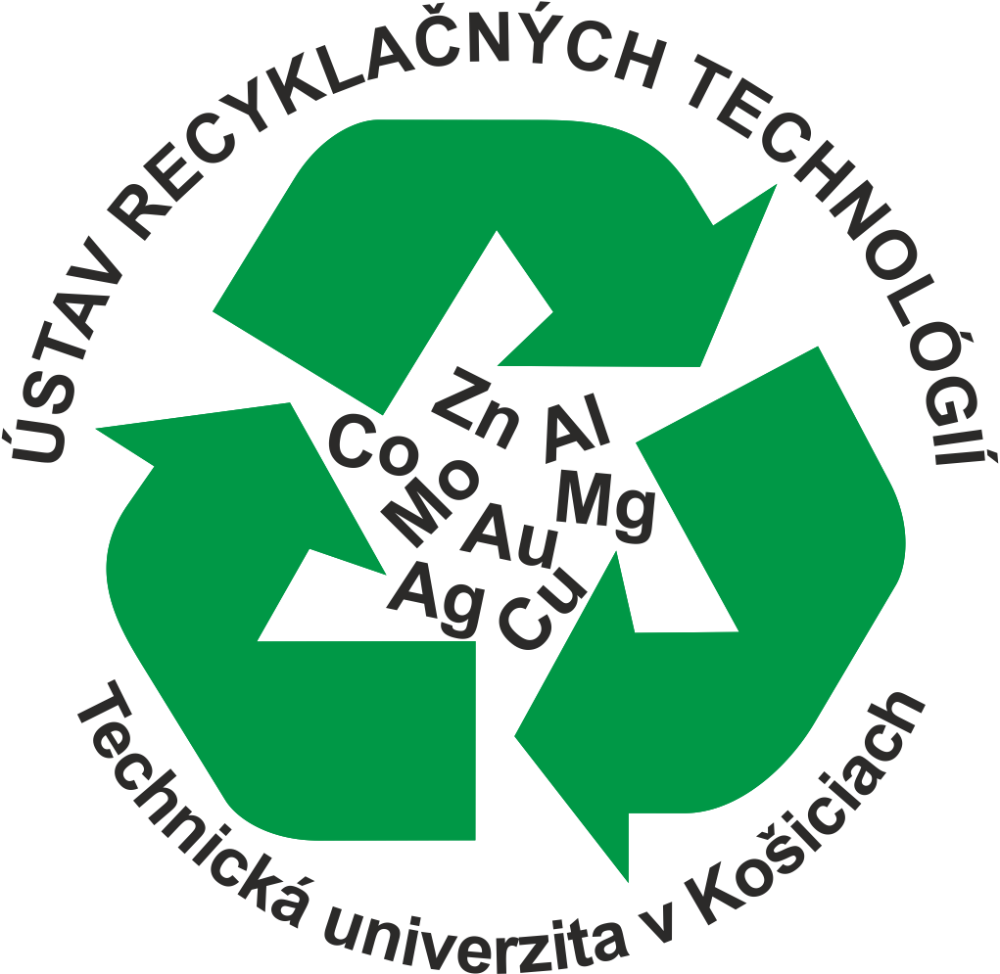 ÚSTAV RECYKLAČNÝCH TECHNOLÓGIÍ
Zn Al
Co Mo Mg
Au
Ag Cu
Technická univerzita v Košiciach